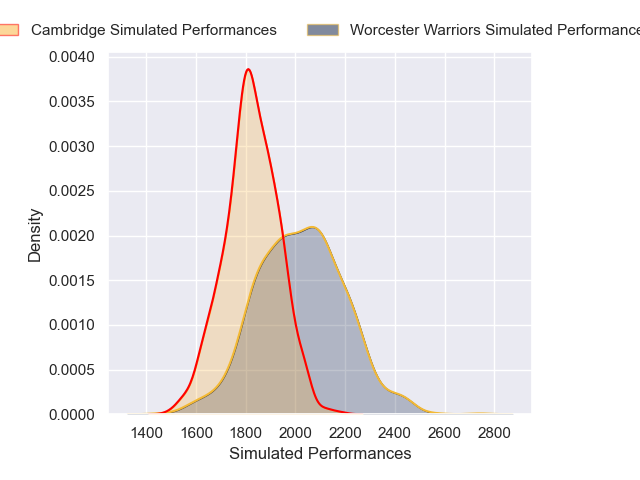 Cambridge Simulated Performances
Worcester Warriors Simulated Performance
0.0040
0.0035
0.0030
0.0025
0.0020
0.0015
0.0010
0.0005
0.0000
Density
1400 1600 1800 2000 2200 2400 2600 2800
Simulated Performances